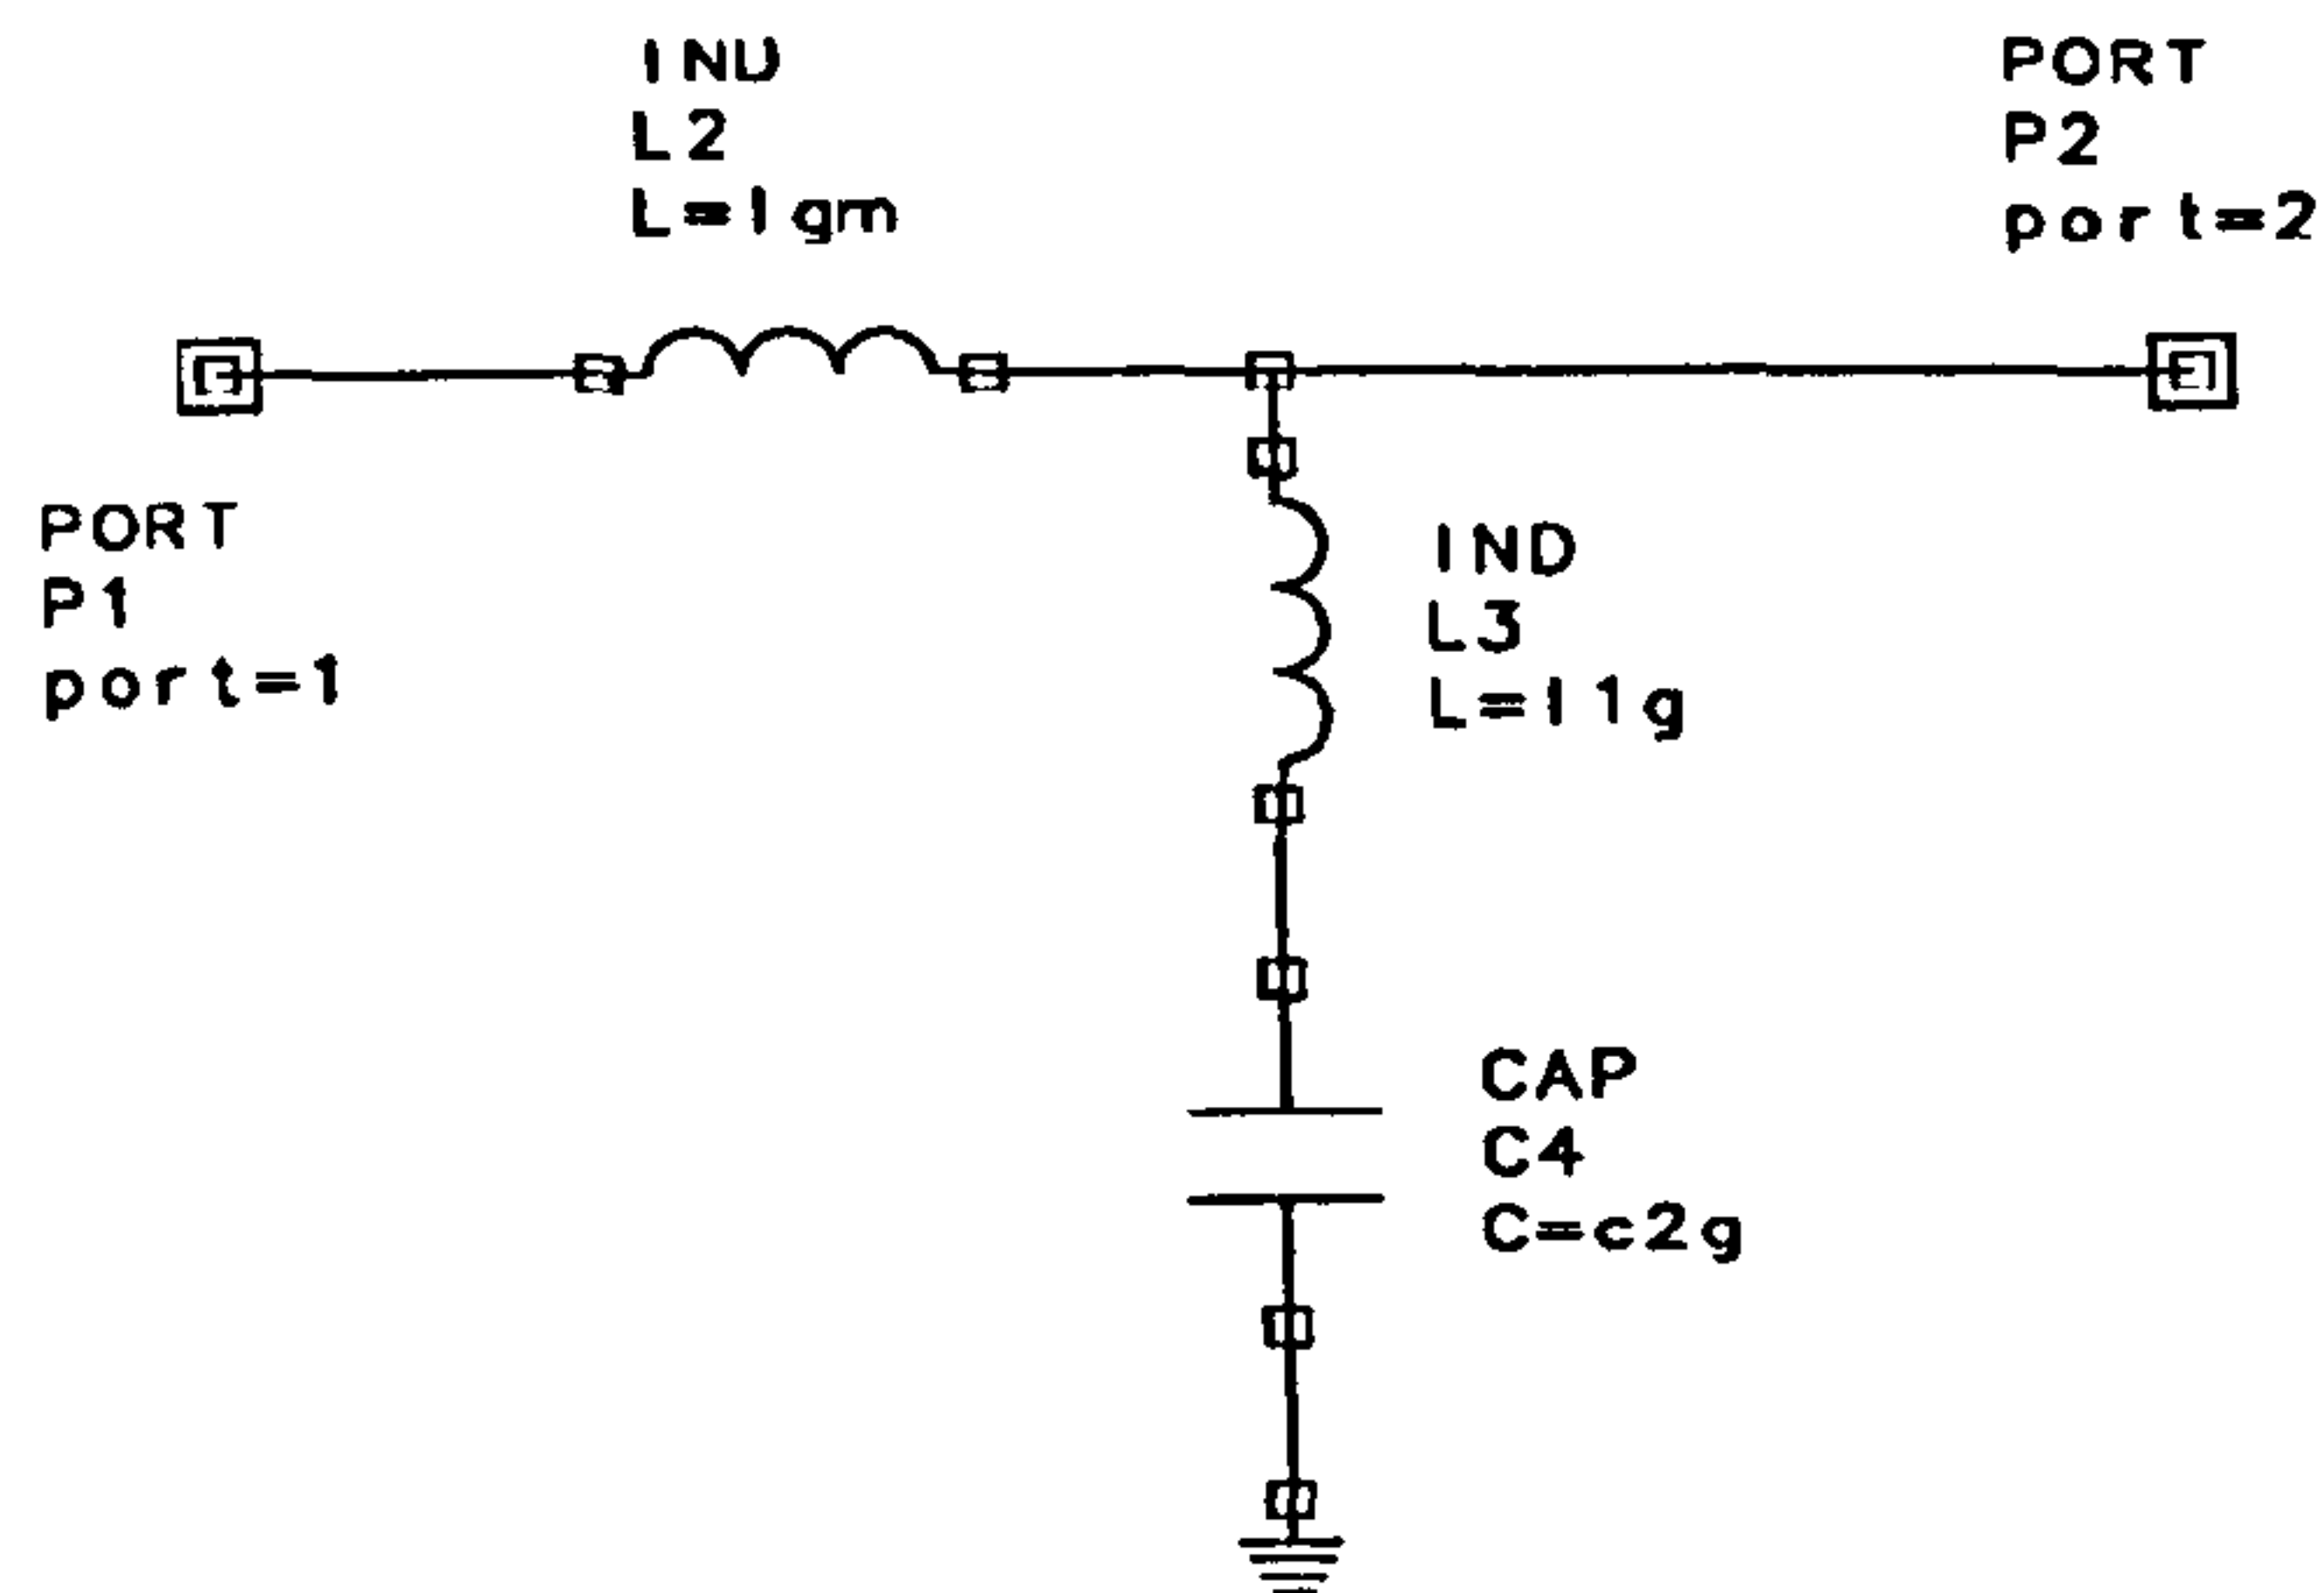 IND
L2
L=lgm
PORT
P2
port=2
PORT
P1
port=1
IND
L3
L=l1g
CAP
C4
C=c2g